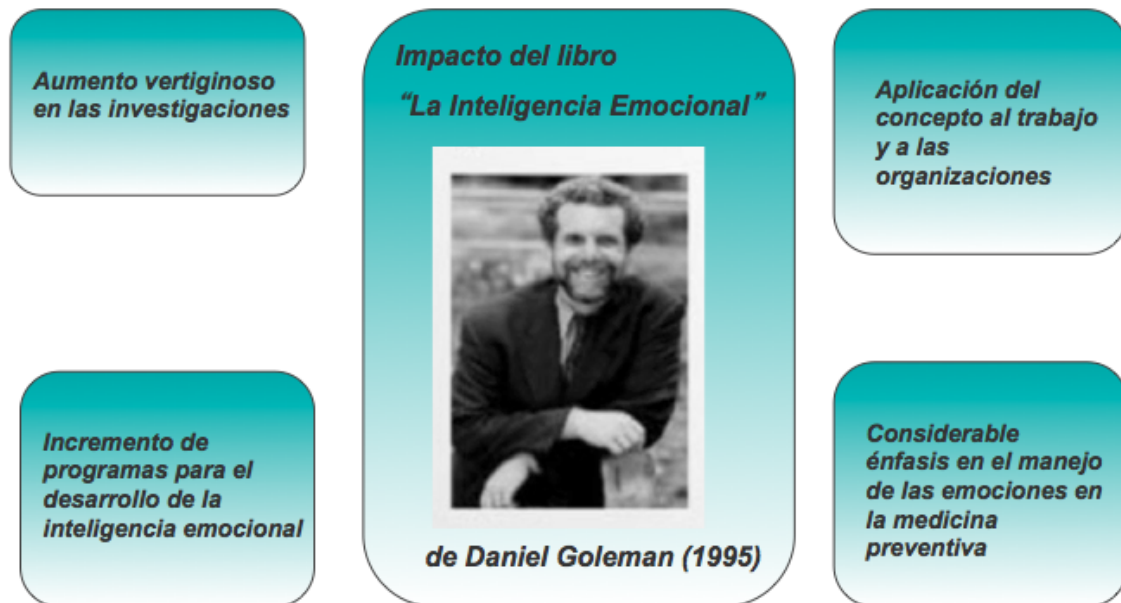 Aumento vertiginoso
en las investigaciones
Impacto del libro
“La Inteligencia Emocional”
de Daniel Goleman (1995)
Aplicación del
concepto al trabajo
y a las
organizaciones
Incremento de
programas para el
desarrollo de la
inteligencia emocional
Considerable
énfasis en el manejo
de las emociones en
la medicina
preventiva